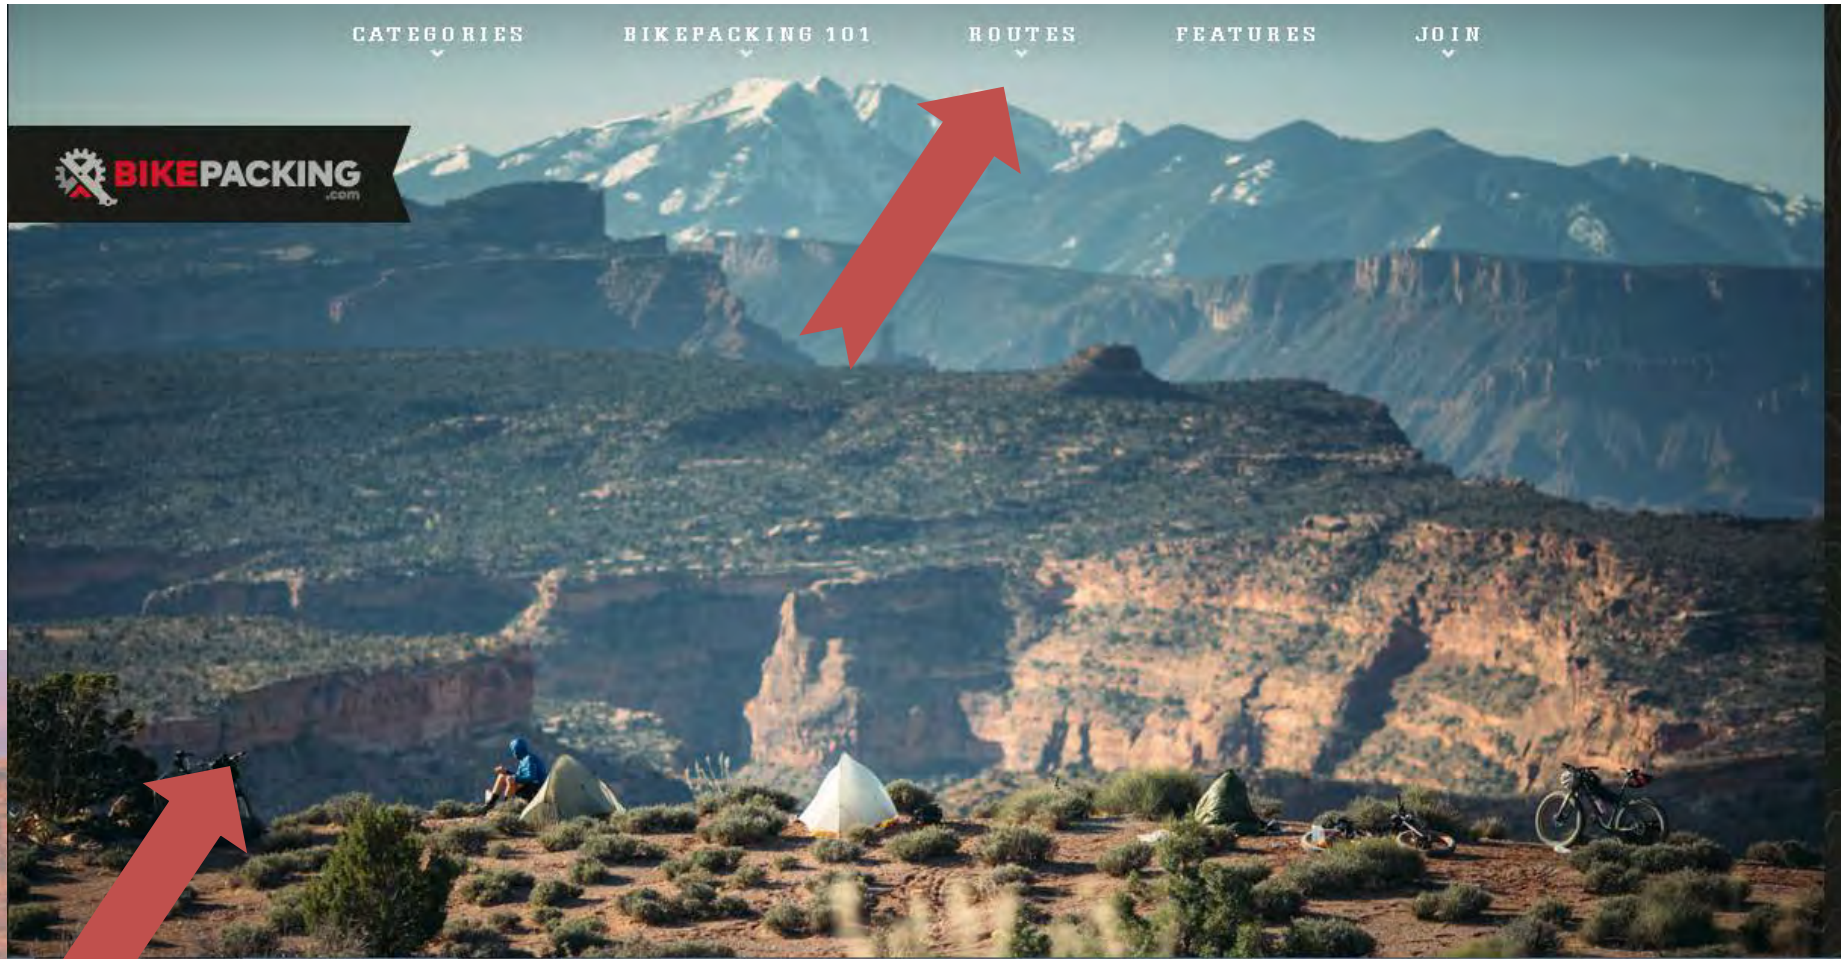 CATEGORIES BIKEPACKING 101 ROUTES FEATURES JOIN
BIKEPACKING
.com